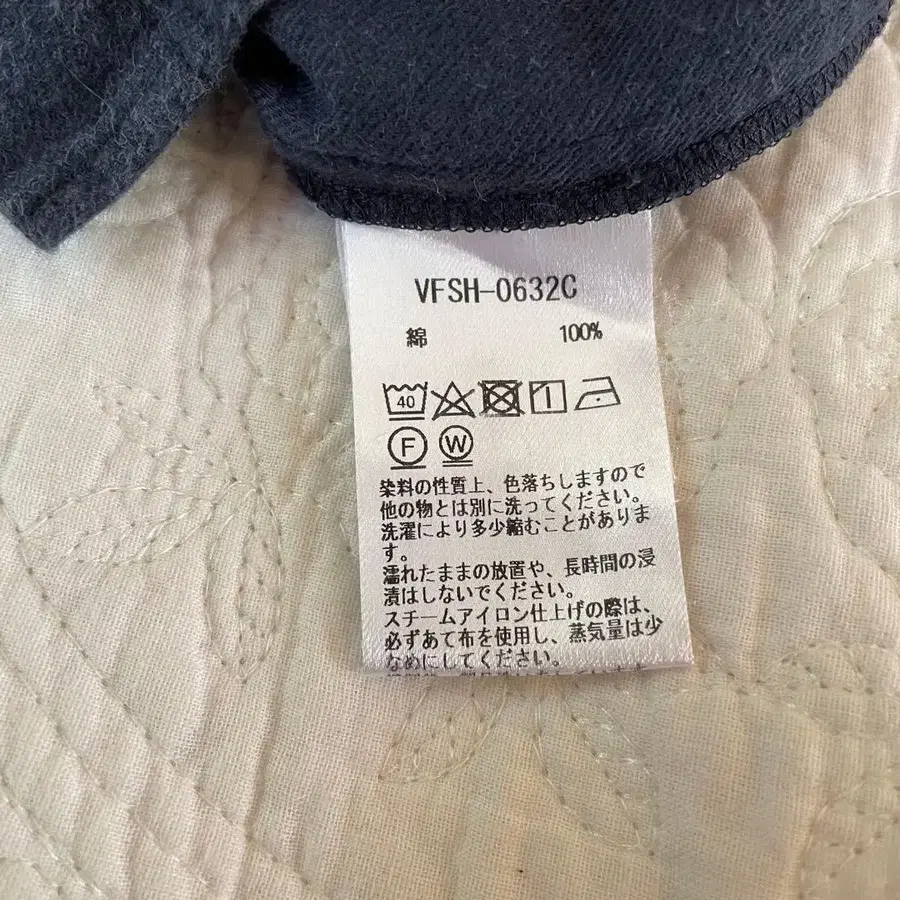 VFSH-0632C
綿 100%
40
F W
染料の性質上、色落ちしますので
他の物とは別に洗ってください。
洗濯により多少縮むことがありま
す。
濡れたままの放置や、長時間の浸
漬はしないでください。
スチームアイロン仕上げの際は、
必ずあて布を使用し、蒸気量は少
なめにしてください。